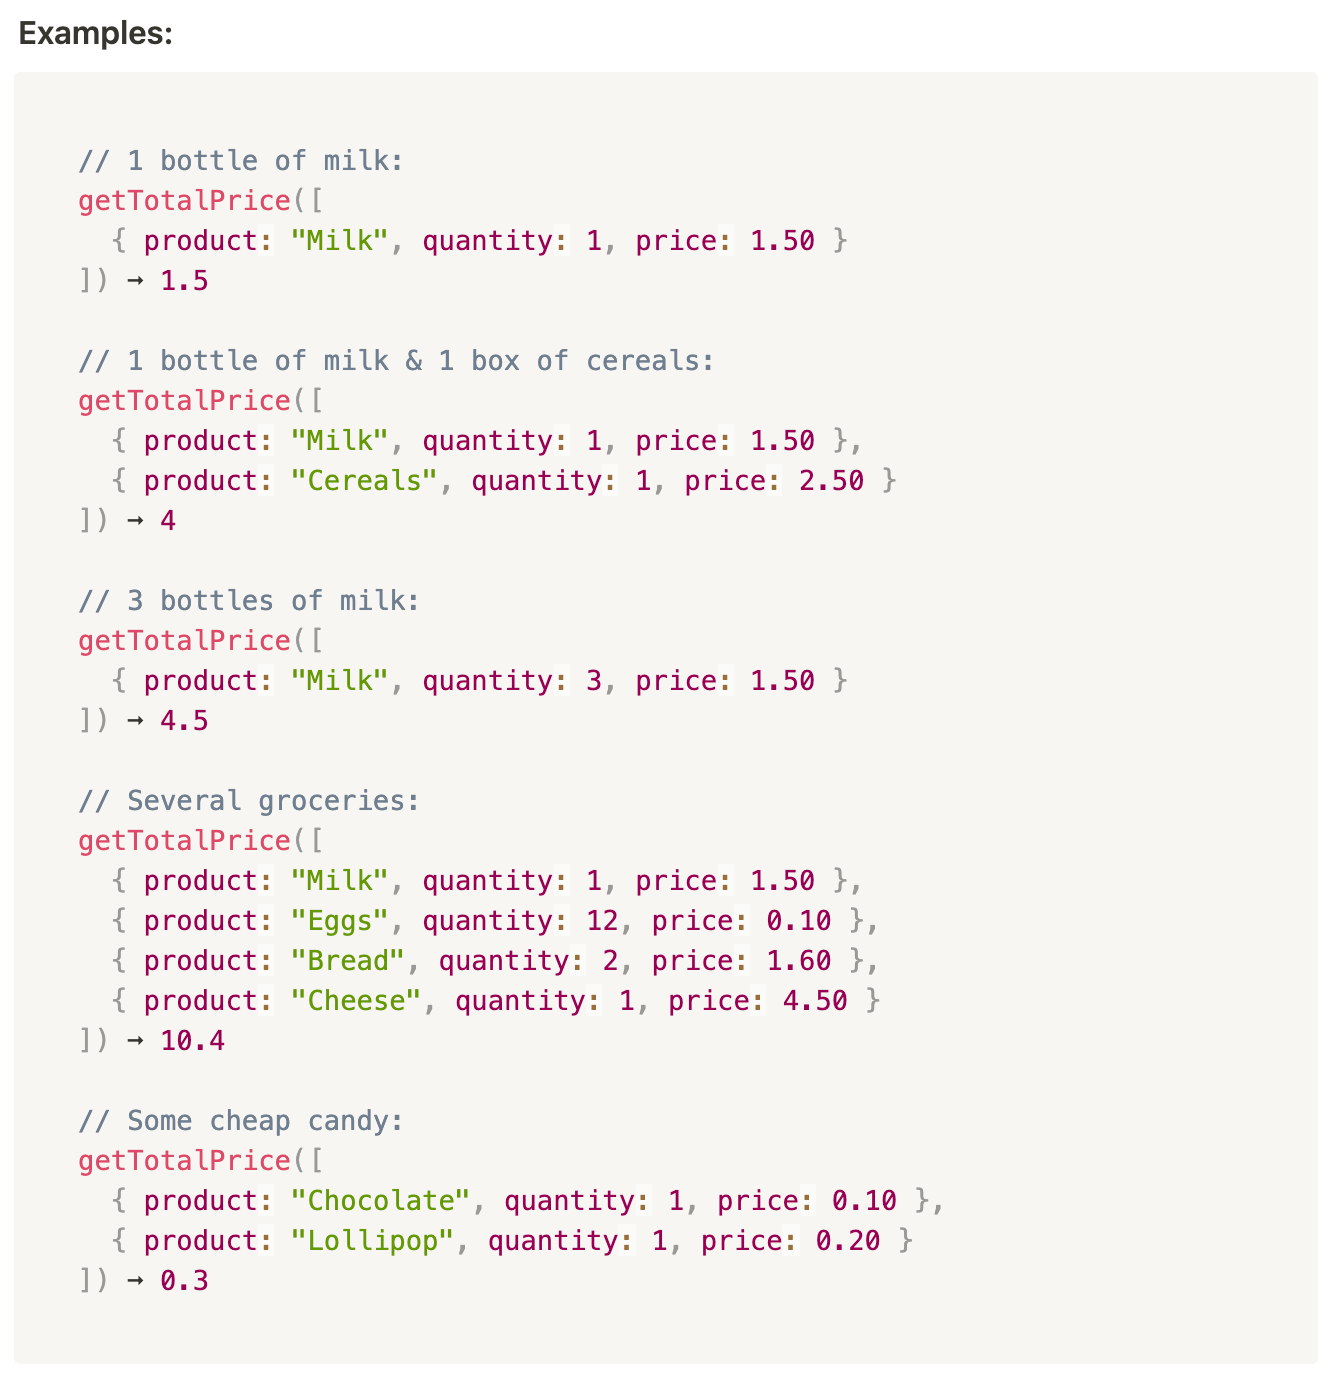 Examples:
// 1 bottle of milk:
getTotalPrice([
  { product: "Milk", quantity: 1, price: 1.50 }
]) → 1.5
// 1 bottle of milk & 1 box of cereals:
getTotalPrice([
  { product: "Milk", quantity: 1, price: 1.50 },
  { product: "Cereals", quantity: 1, price: 2.50 }
]) → 4
// 3 bottles of milk:
getTotalPrice([
  { product: "Milk", quantity: 3, price: 1.50 }
]) → 4.5
// Several groceries:
getTotalPrice([
  { product: "Milk", quantity: 1, price: 1.50 },
  { product: "Eggs", quantity: 12, price: 0.10 },
  { product: "Bread", quantity: 2, price: 1.60 },
  { product: "Cheese", quantity: 1, price: 4.50 }
]) → 10.4
// Some cheap candy:
getTotalPrice([
  { product: "Chocolate", quantity: 1, price: 0.10 },
  { product: "Lollipop", quantity: 1, price: 0.20 }
]) → 0.3